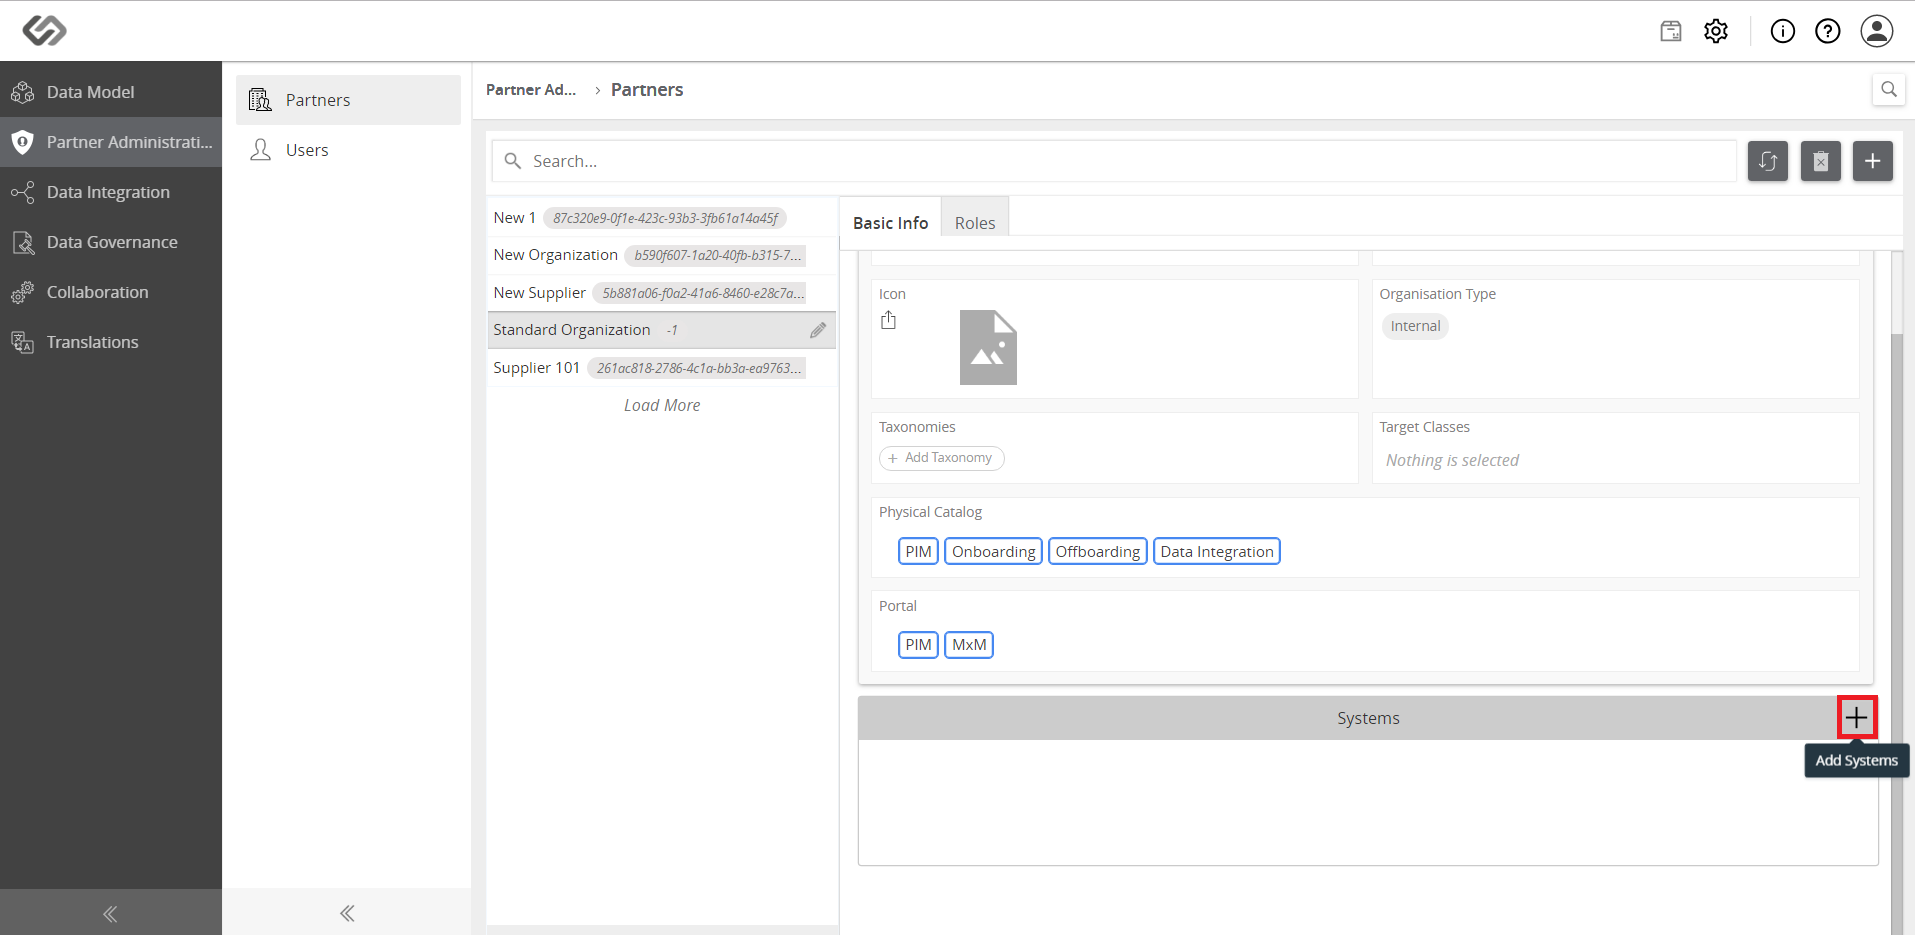 Data Model
Partner Administrati...
Data Integration
Data Governance
Collaboration
Translations
Partners
Users
Partner Ad... › Partners
Search...
New 1 87c320e9-0f1e-423c-93b3-3fb61a14a45f
New Organization b590f607-1a20-40fb-b315-7...
New Supplier 5b881a06-f0a2-41a6-8460-e28c7a...
Standard Organization -1
Supplier 101 261ac818-2786-4c1a-bb3a-ea9763...
Load More
Basic Info Roles
Icon
Organisation Type
Internal
Taxonomies
+ Add Taxonomy
Target Classes
Nothing is selected
Physical Catalog
PIM Onboarding Offboarding Data Integration
Portal
PIM MxM
Systems
Add Systems